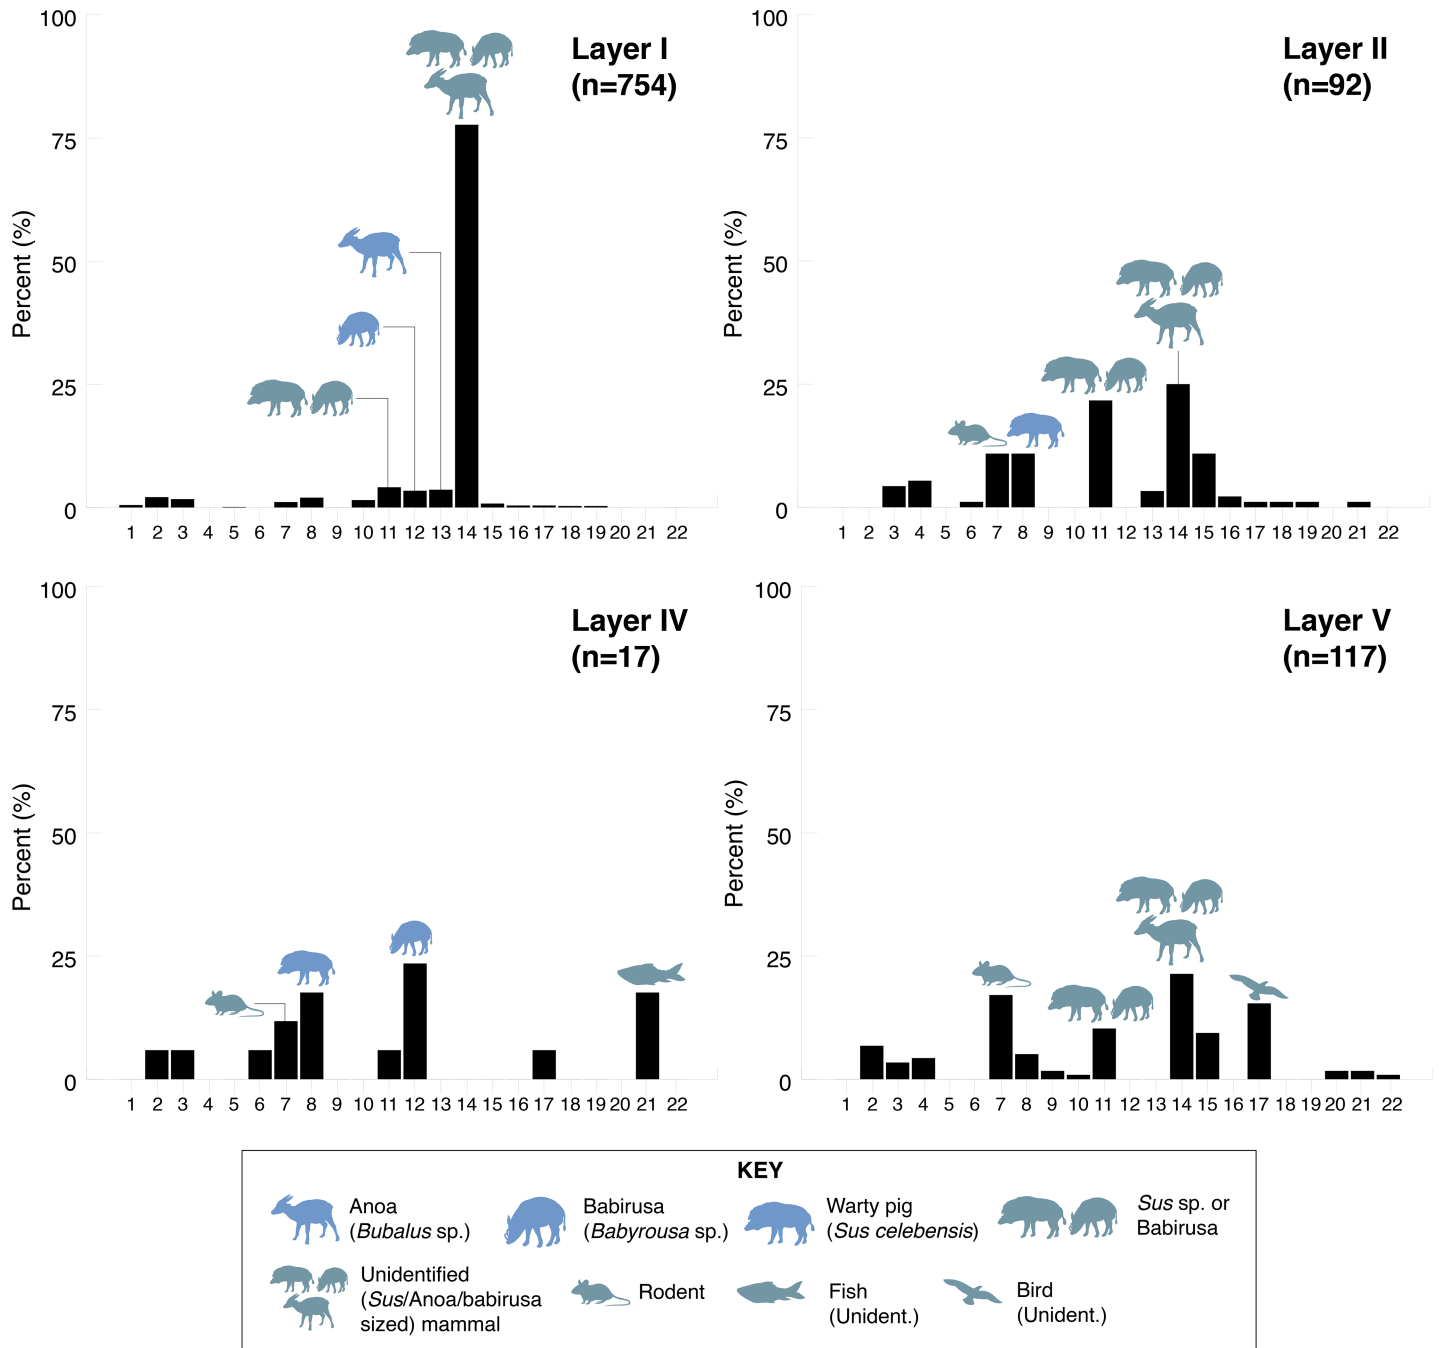 Layer I
(n=754)
Percent (%)
100
75
50
25
0
1 2 3 4 5 6 7 8 9 10 11 12 13 14 15 16 17 18 19 20 21 22
Layer II
(n=92)
Percent (%)
100
75
50
25
0
1 2 3 4 5 6 7 8 9 10 11 12 13 14 15 16 17 18 19 20 21 22
Layer IV
(n=17)
Percent (%)
100
75
50
25
0
1 2 3 4 5 6 7 8 9 10 11 12 13 14 15 16 17 18 19 20 21 22
Layer V
(n=117)
Percent (%)
100
75
50
25
0
1 2 3 4 5 6 7 8 9 10 11 12 13 14 15 16 17 18 19 20 21 22
KEY
Anoa
(Bubalus sp.)
Babirusa
(Babyrousa sp.)
Warty pig
(Sus celebensis)
Sus sp. or
Babirusa
Unidentified
(Sus/Anoa/babirusa
sized) mammal
Rodent
Fish
(Unident.)
Bird
(Unident.)